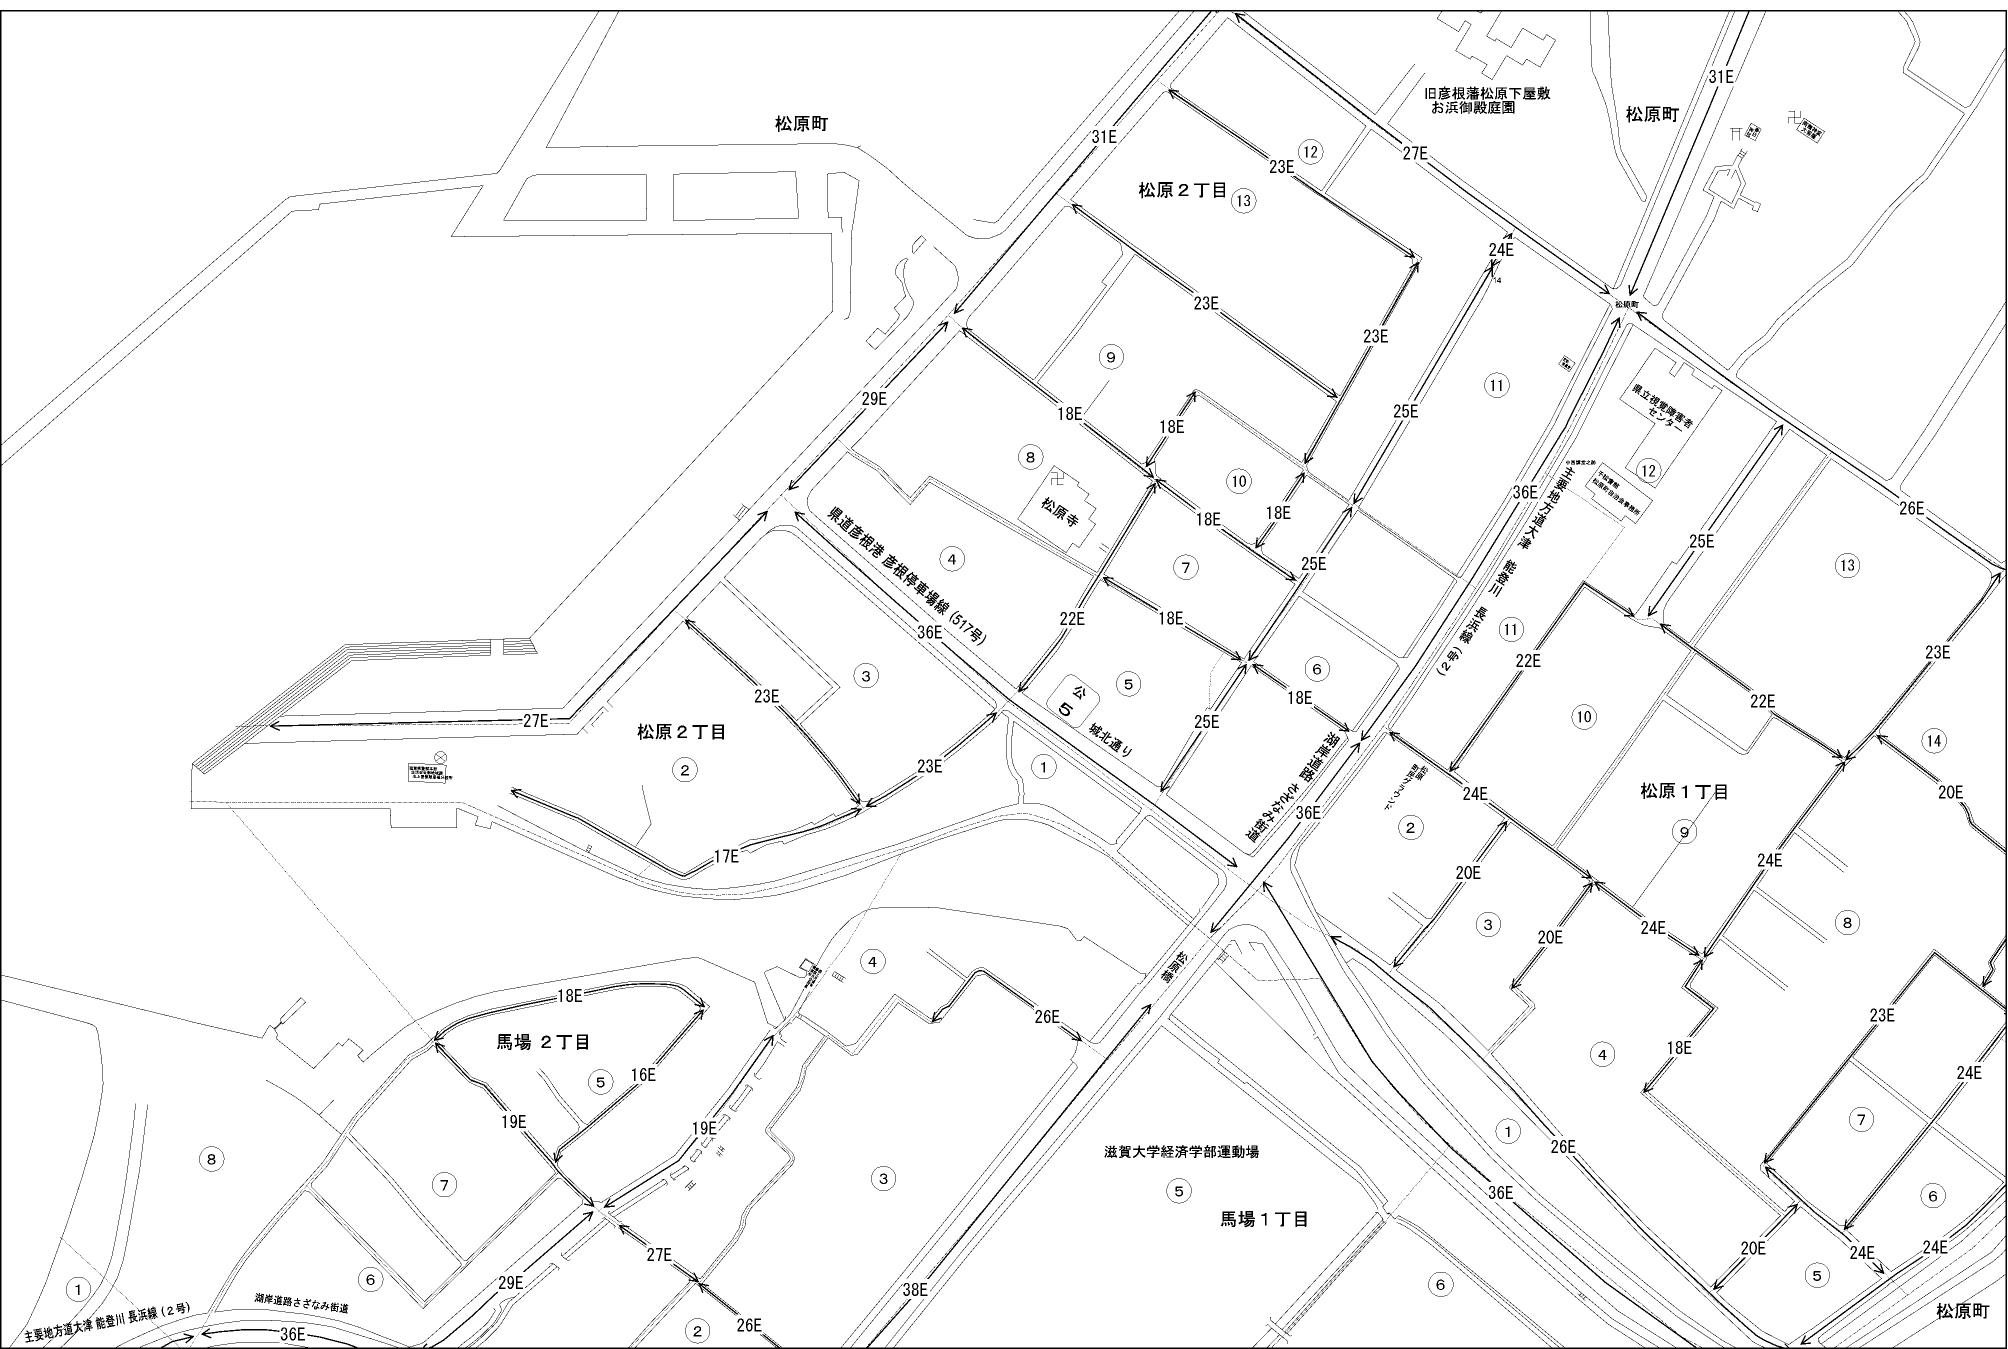 31E
松原町
旧彦根藩松原下屋敷
お浜御殿庭園
松原町
31E
12
27E
23E
松原２丁目
13
24E
14
23E
松原町
23E
9
11
29E
18E
25E
18E
県立視覚障害者
センター
12
8
10
松原寺
36E
主要地方道大津 能登川 長浜線 (２号)
26E
県道彦根港 彦根停車場線 (517号)
18E
18E
25E
4
7
25E
13
36E
22E
18E
11
23E
3
5
6
22E
23E
18E
22E
27E
松原２丁目
公
5
25E
城北通り
10
14
2
23E
1
湖岸道路 さざなみ街道
24E
松原１丁目
20E
36E
2
9
17E
20E
24E
3
8
20E
24E
4
松原橋
18E
26E
23E
馬場 ２丁目
18E
4
16E
5
24E
19E
19E
7
1
26E
滋賀大学経済学部運動場
8
7
3
5
36E
6
馬場１丁目
27E
20E
24E
24E
29E
38E
6
5
6
1
湖岸道路さざなみ街道
主要地方道大津 能登川 長浜線 (２号)
36E
2
26E
松原町